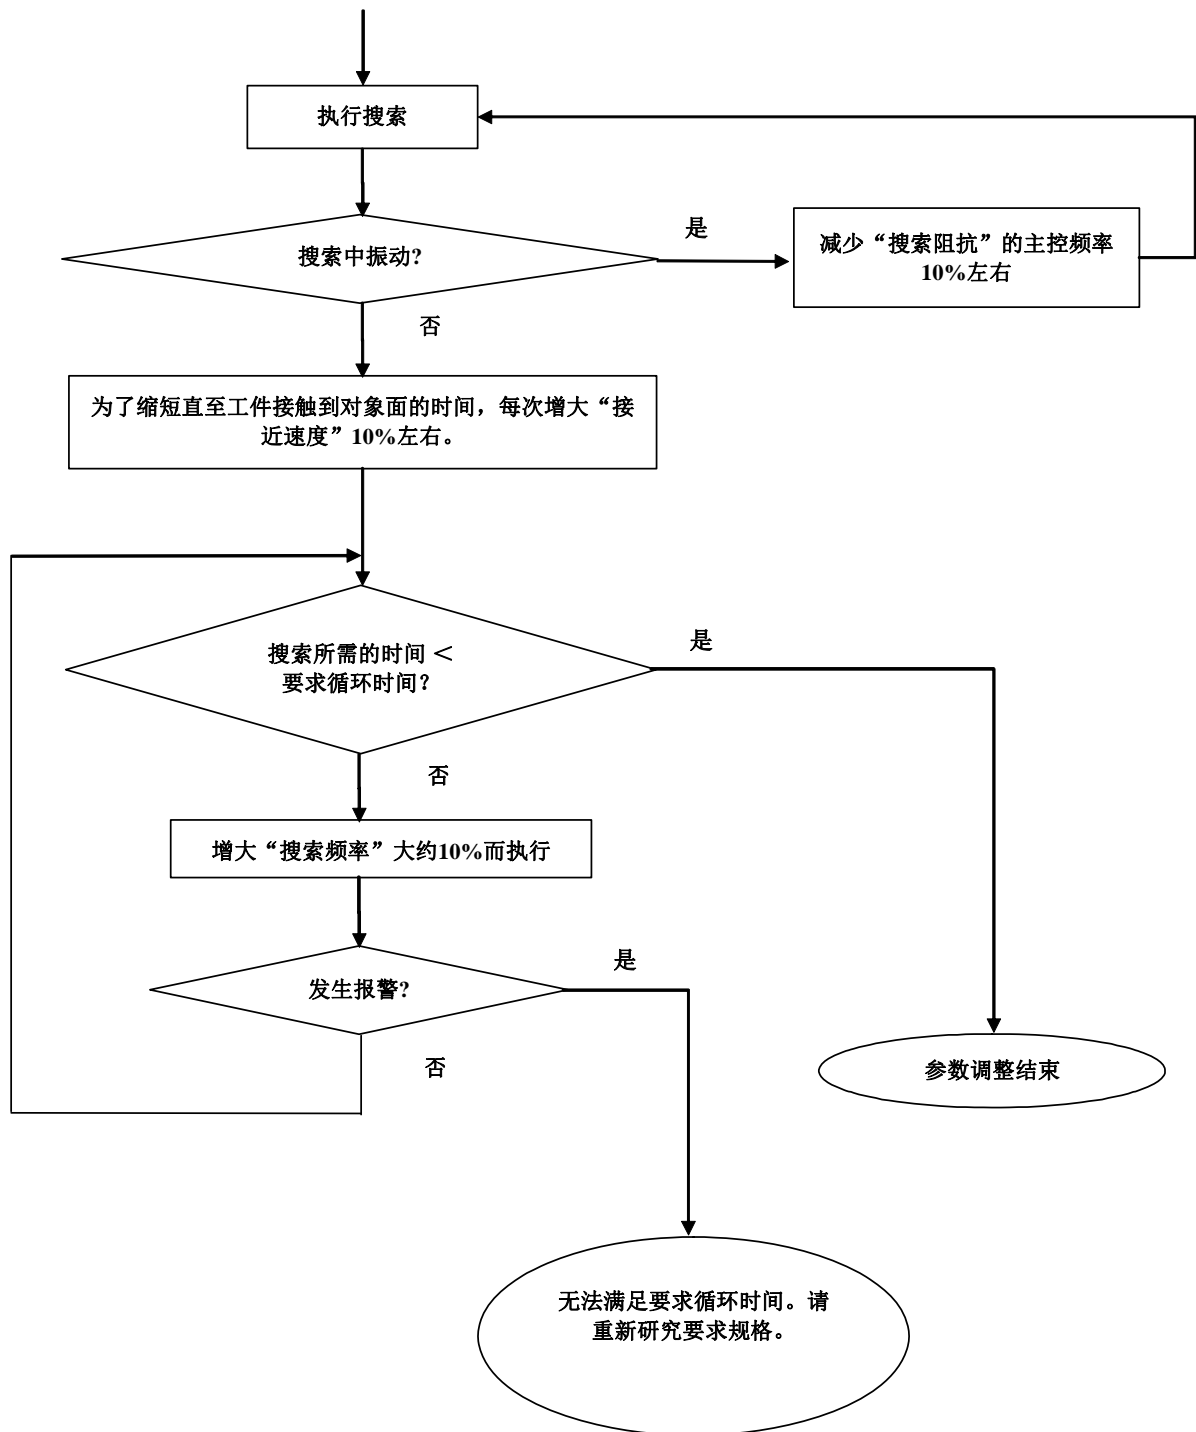 执行搜索
搜索中振动?
是
减少“搜索阻抗”的主控频率
10%左右
否
为了缩短直至工件接触到对象面的时间，每次增大“接
近速度”10%左右。
搜索所需的时间 ＜
要求循环时间？
是
否
增大“搜索频率”大约10%而执行
发生报警?
是
否
参数调整结束
无法满足要求循环时间。请
重新研究要求规格。